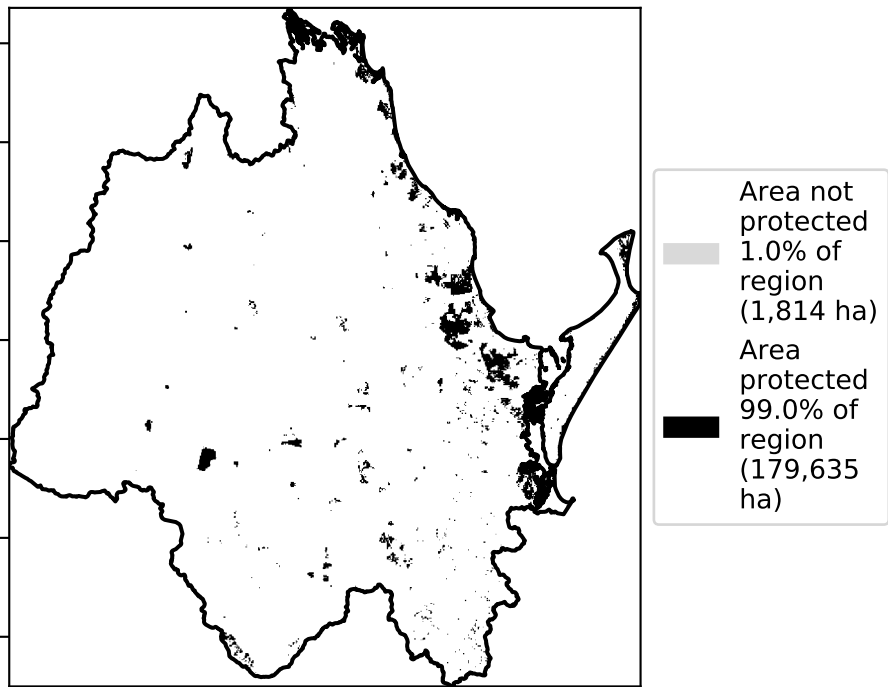 Area not
protected
1.0% of
region
(1,814 ha)
Area
protected
99.0% of
region
(179,635
ha)